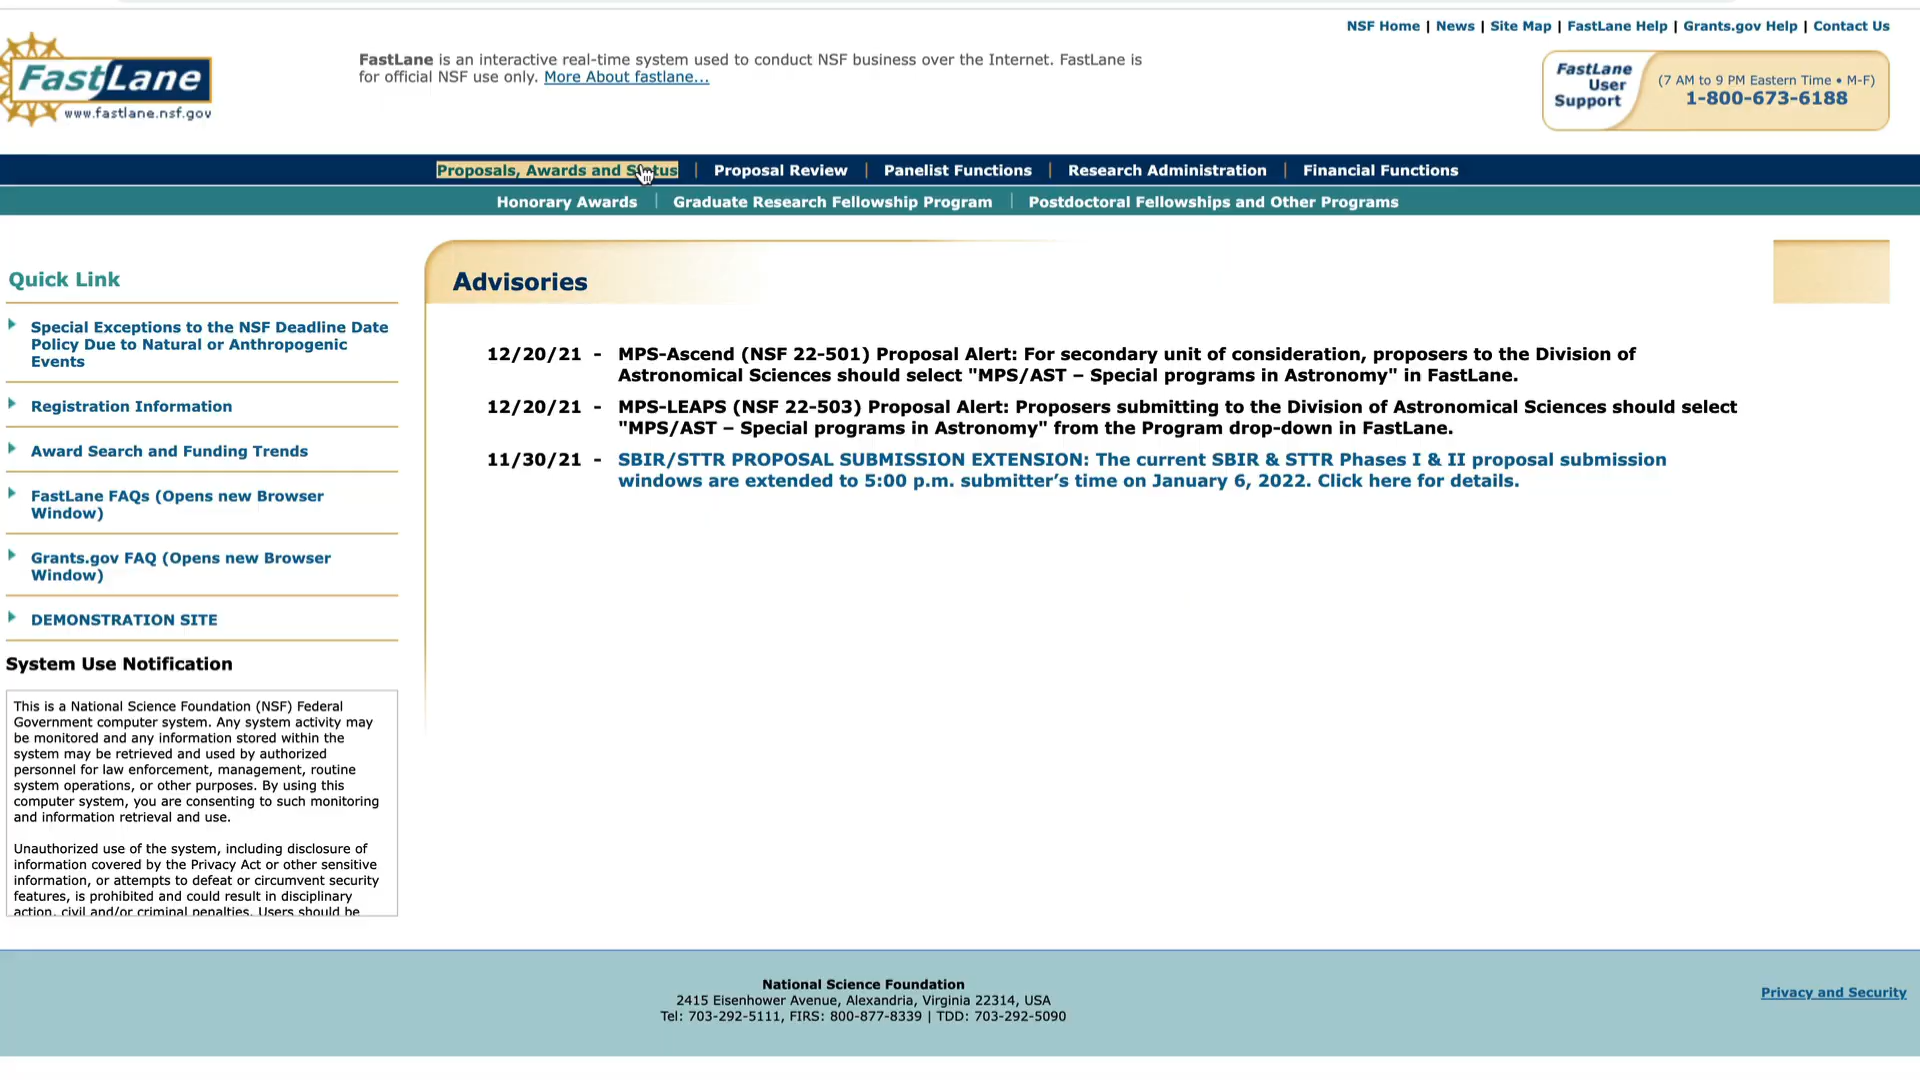 NSF Home | News | Site Map | FastLane Help | Grants.gov Help | Contact Us
FastLane
www.fastlane.nsf.gov
FastLane is an interactive real-time system used to conduct NSF business over the Internet. FastLane is
for official NSF use only. More About fastlane...
FastLane
User
Support
(7 AM to 9 PM Eastern Time • M-F)
1-800-673-6188
Proposals, Awards and Status | Proposal Review | Panelist Functions | Research Administration | Financial Functions
Honorary Awards | Graduate Research Fellowship Program | Postdoctoral Fellowships and Other Programs
Quick Link
Special Exceptions to the NSF Deadline Date
Policy Due to Natural or Anthropogenic
Events
Registration Information
Award Search and Funding Trends
FastLane FAQs (Opens new Browser
Window)
Grants.gov FAQ (Opens new Browser
Window)
DEMONSTRATION SITE
System Use Notification
This is a National Science Foundation (NSF) Federal
Government computer system. Any system activity may
be monitored and any information stored within the
system may be retrieved and used by authorized
personnel for law enforcement, management, routine
system operations, or other purposes. By using this
computer system, you are consenting to such monitoring
and information retrieval and use.
Unauthorized use of the system, including disclosure of
information covered by the Privacy Act or other sensitive
information, or attempts to defeat or circumvent security
features, is prohibited and could result in disciplinary
action, civil and/or criminal penalties. Users should be
Advisories
12/20/21 - MPS-Ascend (NSF 22-501) Proposal Alert: For secondary unit of consideration, proposers to the Division of
Astronomical Sciences should select "MPS/AST – Special programs in Astronomy" in FastLane.
12/20/21 - MPS-LEAPS (NSF 22-503) Proposal Alert: Proposers submitting to the Division of Astronomical Sciences should select
"MPS/AST – Special programs in Astronomy" from the Program drop-down in FastLane.
11/30/21 - SBIR/STTR PROPOSAL SUBMISSION EXTENSION: The current SBIR & STTR Phases I & II proposal submission
windows are extended to 5:00 p.m. submitter’s time on January 6, 2022. Click here for details.
National Science Foundation
2415 Eisenhower Avenue, Alexandria, Virginia 22314, USA
Tel: 703-292-5111, FIRS: 800-877-8339 | TDD: 703-292-5090
Privacy and Security